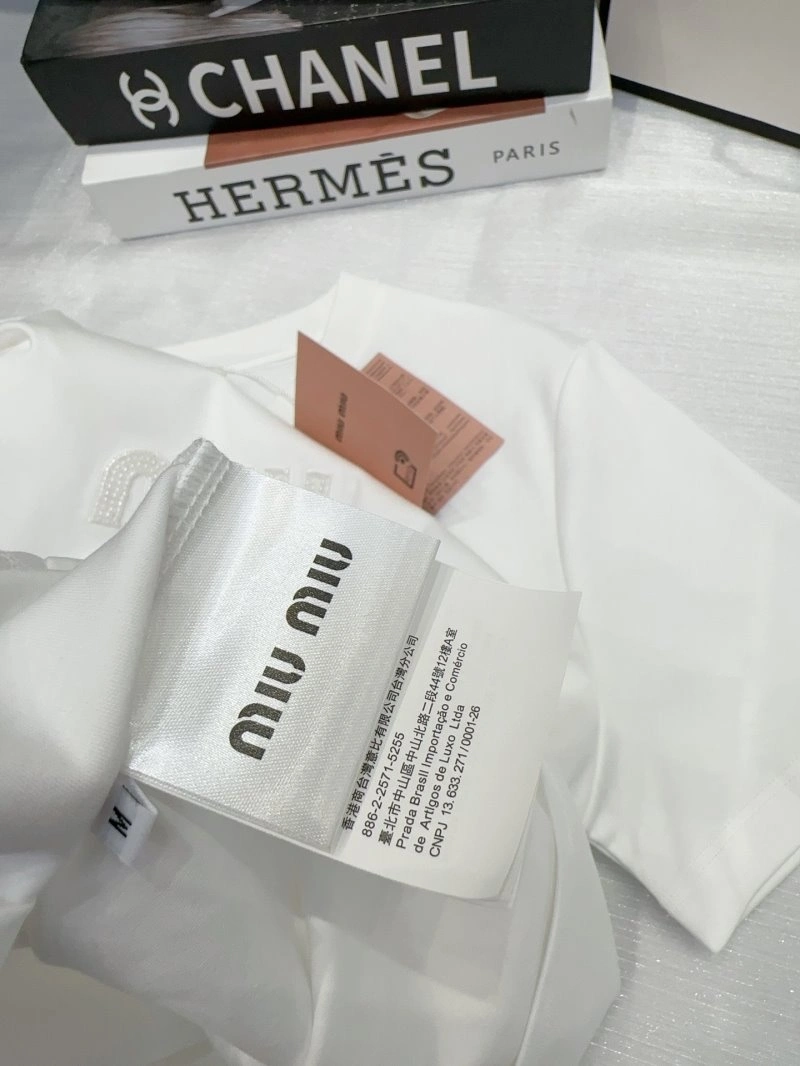 CHANEL
HERMÈS PARIS
MIU MIU
MIU MIU
香港商台灣意比有限公司台灣分公司
886-2-2571-5255
臺北市中山區中山北路二段44號12樓A室
Prada Brasil Importação e Comércio
de Artigos de Luxo Ltda
CNPJ 13.633.271/0001-26
M